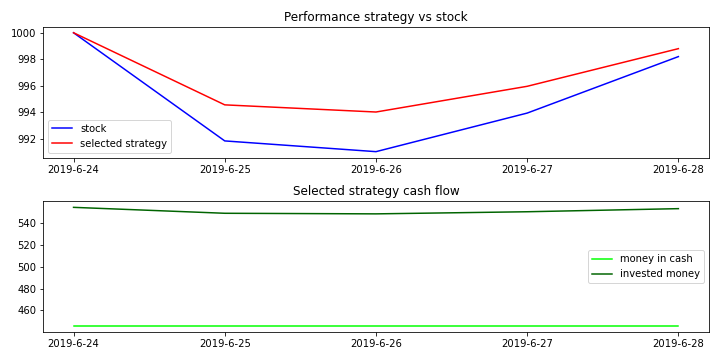 Performance strategy vs stock
1000
998
996
994
992
stock
selected strategy
2019-6-24 2019-6-25 2019-6-26 2019-6-27 2019-6-28
Selected strategy cash flow
540
520
500
480
460
money in cash
invested money
2019-6-24 2019-6-25 2019-6-26 2019-6-27 2019-6-28